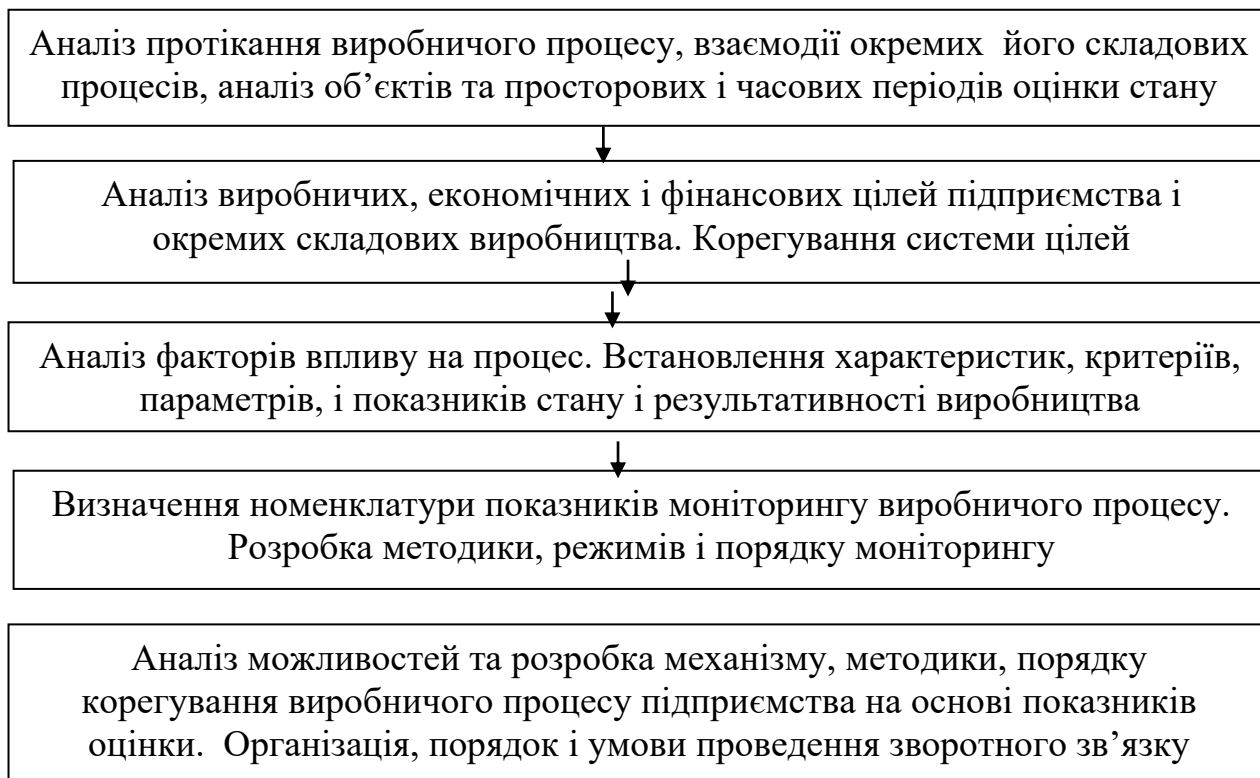 Аналіз протікання виробничого процесу, взаємодії окремих його складових
процесів, аналіз об’єктів та просторових і часових періодів оцінки стану
Аналіз виробничих, економічних і фінансових цілей підприємства і
окремих складових виробництва. Корегування системи цілей
Аналіз факторів впливу на процес. Встановлення характеристик, критеріїв,
параметрів, і показників стану і результативності виробництва
Визначення номенклатури показників моніторингу виробничого процесу.
Розробка методики, режимів і порядку моніторингу
Аналіз можливостей та розробка механізму, методики, порядку
корегування виробничого процесу підприємства на основі показників
оцінки. Організація, порядок і умови проведення зворотного зв’язку